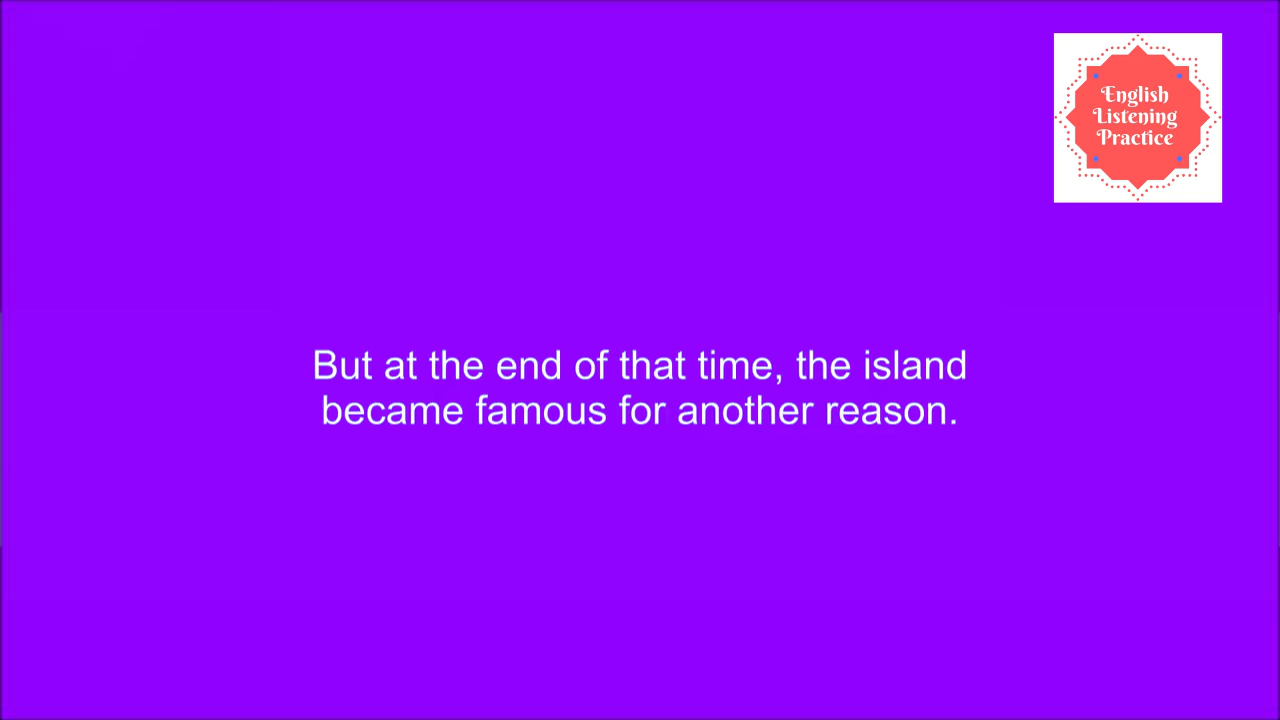 English
Listening
Practice
But at the end of that time, the island
became famous for another reason.